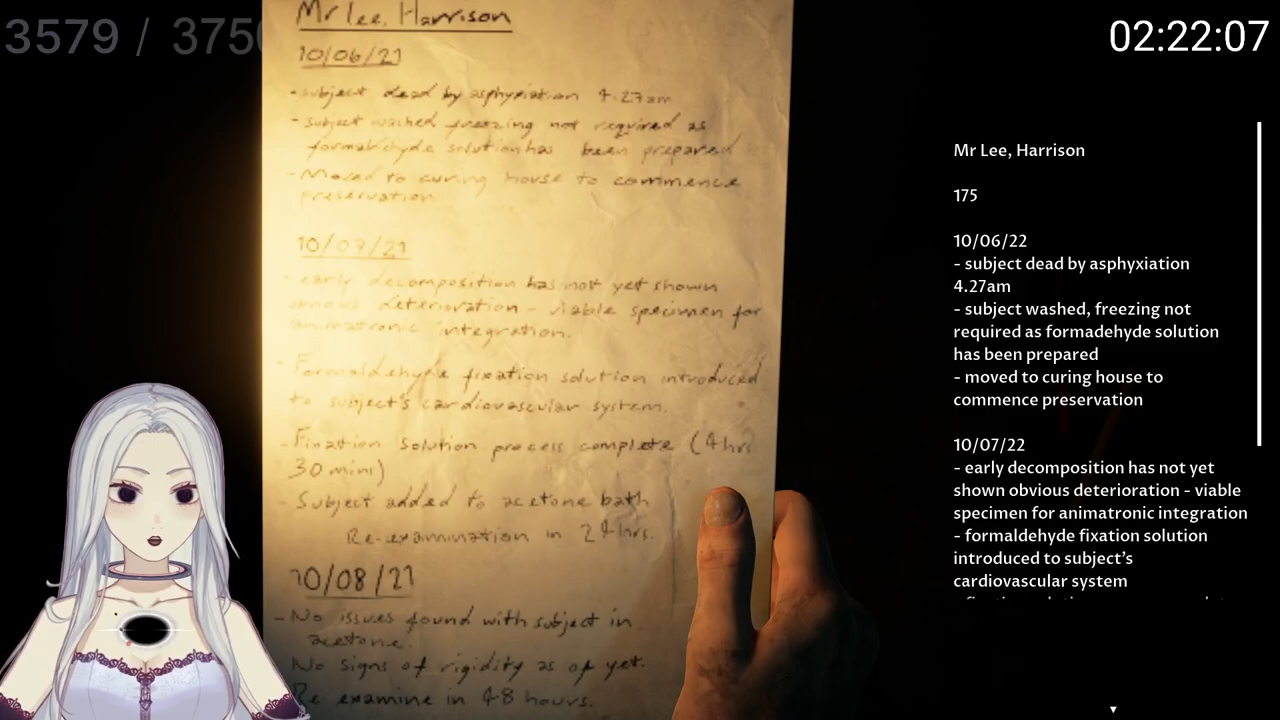 3579 / 3750
02:22:07
Mr Lee, Harrison
10/06/21
- subject dead by asphyxiation 4.27am
- subject washed freezing not required as
formaldehyde solution has been prepared
- Moved to curing house to commence
preservation
10/07/21
- early decomposition has not yet shown
obvious deterioration - viable specimen for
animatronic integration.
- Formaldehyde fixation solution introduced
to subject's cardiovascular system.
- Fixation solution process complete (4hrs
30 mins)
- Subject added to acetone bath
Re-examination in 24hrs.
10/08/21
- No issues found with subject in
acetone.
- No signs of rigidity as of yet.
Re examine in 48 hours.
Mr Lee, Harrison
175
10/06/22
- subject dead by asphyxiation
4.27am
- subject washed, freezing not
required as formadehyde solution
has been prepared
- moved to curing house to
commence preservation
10/07/22
- early decomposition has not yet
shown obvious deterioration - viable
specimen for animatronic integration
- formaldehyde fixation solution
introduced to subject's
cardiovascular system